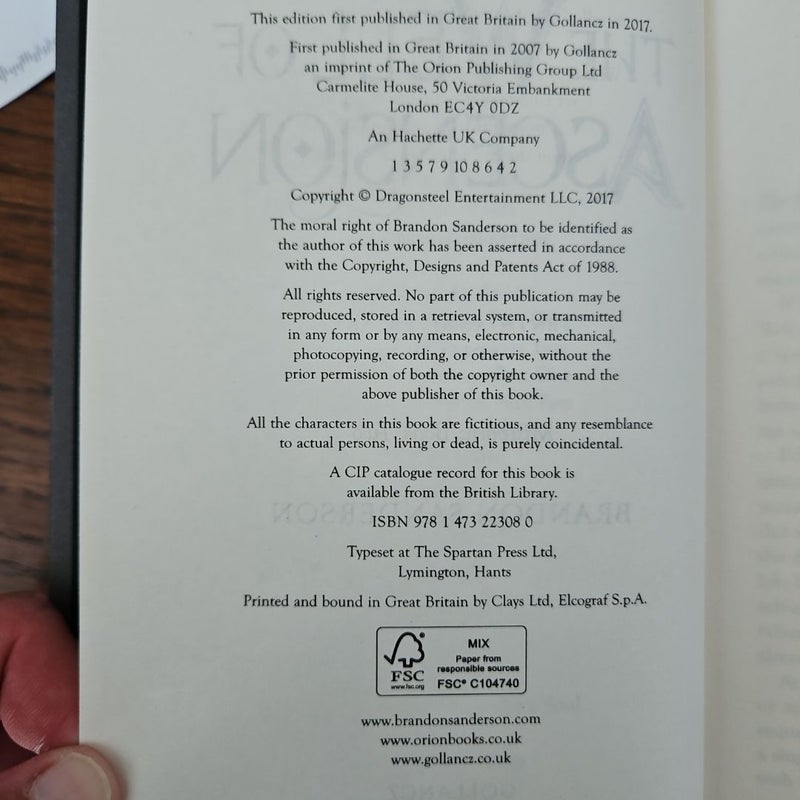 This edition first published in Great Britain by Gollancz in 2017.
First published in Great Britain in 2007 by Gollancz
an imprint of The Orion Publishing Group Ltd
Carmelite House, 50 Victoria Embankment
London EC4Y 0DZ
An Hachette UK Company
1 3 5 7 9 10 8 6 4 2
Copyright © Dragonsteel Entertainment LLC, 2017
The moral right of Brandon Sanderson to be identified as
the author of this work has been asserted in accordance
with the Copyright, Designs and Patents Act of 1988.
All rights reserved. No part of this publication may be
reproduced, stored in a retrieval system, or transmitted
in any form or by any means, electronic, mechanical,
photocopying, recording, or otherwise, without the
prior permission of both the copyright owner and the
above publisher of this book.
All the characters in this book are fictitious, and any resemblance
to actual persons, living or dead, is purely coincidental.
A CIP catalogue record for this book is
available from the British Library.
ISBN 978 1 473 22308 0
Typeset at The Spartan Press Ltd,
Lymington, Hants
Printed and bound in Great Britain by Clays Ltd, Elcograf S.p.A.
FSC
www.fsc.org
MIX
Paper from
responsible sources
FSC® C104740
www.brandonsanderson.com
www.orionbooks.co.uk
www.gollancz.co.uk